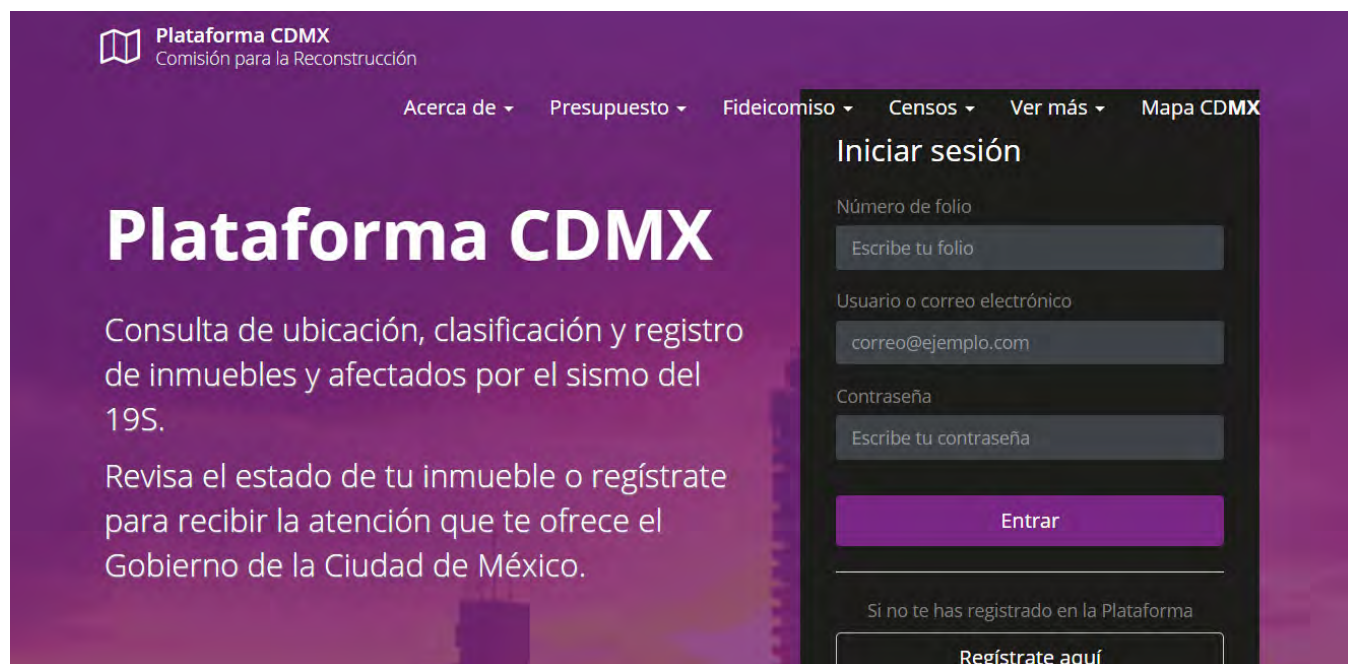 Plataforma CDMX
Comisión para la Reconstrucción
Acerca de Presupuesto Fideicomiso Censos Ver más Mapa CDMX
Plataforma CDMX
Consulta de ubicación, clasificación y registro
de inmuebles y afectados por el sismo del
19S.
Revisa el estado de tu inmueble o regístrate
para recibir la atención que te ofrece el
Gobierno de la Ciudad de México.
Iniciar sesión
Número de folio
Escribe tu folio
Usuario o correo electrónico
correo@ejemplo.com
Contraseña
Escribe tu contraseña
Entrar
Si no te has registrado en la Plataforma
Regístrate aquí